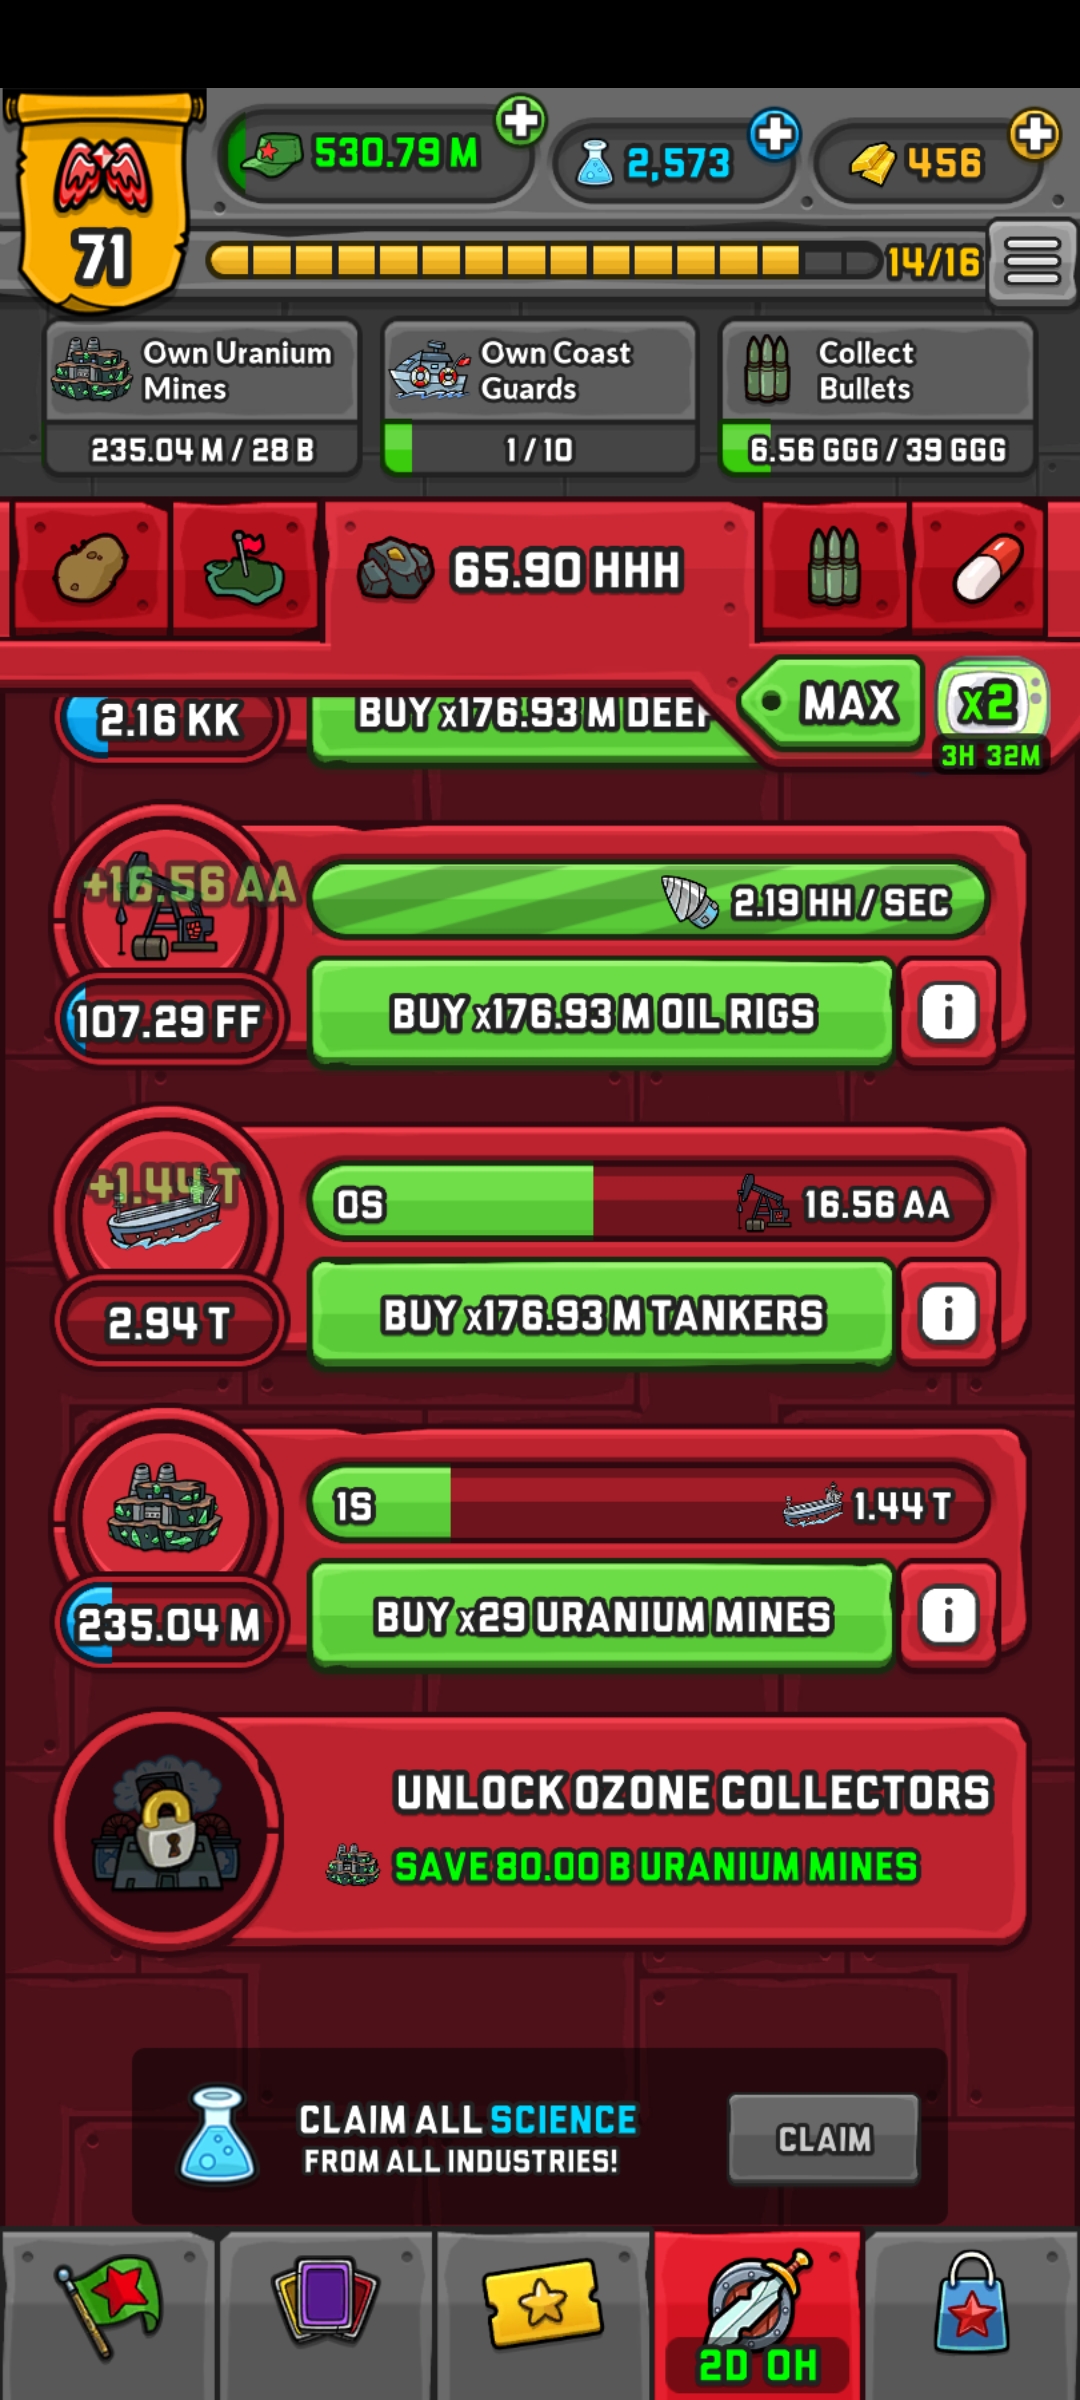 530.79 M
2,573
456
71
14/16
Own Uranium
Mines
235.04 M / 28 B
Own Coast
Guards
1 / 10
Collect
Bullets
6.56 GGG / 39 GGG
65.90 HHH
MAX
x2
3H 32M
2.16 KK
BUY x176.93 M DEEP
+16.56 AA
2.19 HH / SEC
107.29 FF
BUY x176.93 M OIL RIGS
i
+1.44 T
0S
16.56 AA
2.94 T
BUY x176.93 M TANKERS
i
1S
1.44 T
235.04 M
BUY x29 URANIUM MINES
i
UNLOCK OZONE COLLECTORS
SAVE 80.00 B URANIUM MINES
CLAIM ALL SCIENCE
FROM ALL INDUSTRIES!
CLAIM
2D 0H